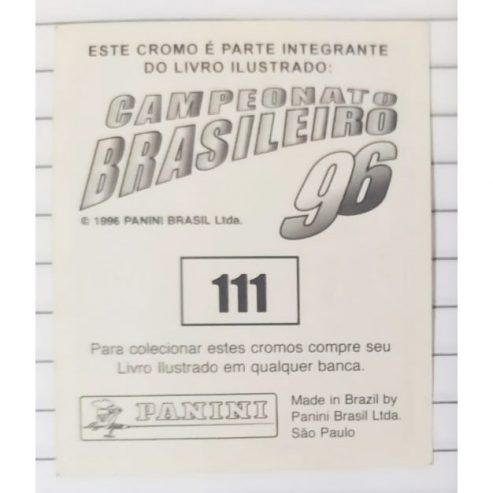 ESTE CROMO É PARTE INTEGRANTE
DO LIVRO ILUSTRADO:
CAMPEONATO
BRASILEIRO
96
© 1996 PANINI BRASIL Ltda.
111
Para colecionar estes cromos compre seu
Livro Ilustrado em qualquer banca.
PANINI
Made in Brazil by
Panini Brasil Ltda.
São Paulo